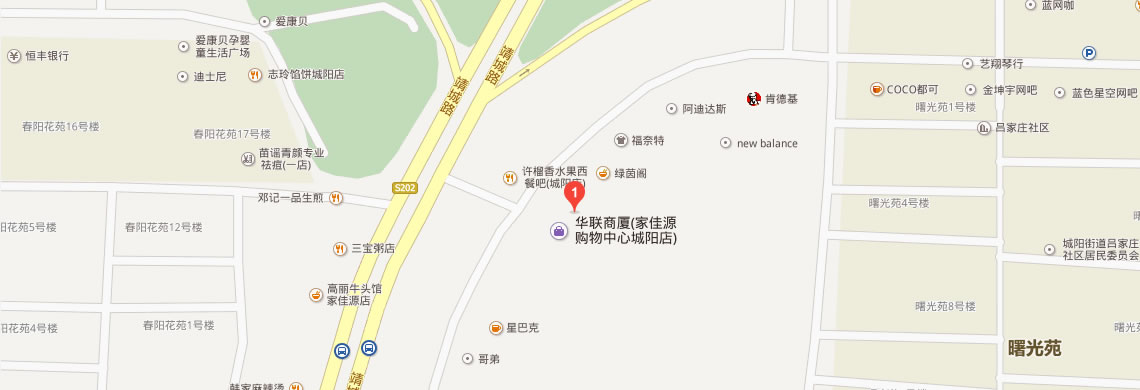 爱康贝
蓝网咖
恒丰银行
爱康贝孕婴
童生活广场
迪士尼
志玲馅饼城阳店
靖城路
靖城路
P
艺翔琴行
COCO都可
金坤宇网吧
蓝色星空网吧
曙光苑1号楼
吕家庄社区
肯德基
阿迪达斯
new balance
福奈特
春阳花苑16号楼
春阳花苑17号楼
苗谣青颜专业
祛痘(一店)
许榴香水果西
餐吧(城阳店)
绿茵阁
S202
邓记一品生煎
1
华联商厦(家佳源
购物中心城阳店)
阳花苑5号楼
春阳花苑12号楼
三宝粥店
曙光苑4号楼
城阳街道吕家庄
社区居民委员会
高丽牛头馆
家佳源店
曙光苑8号楼
阳花苑4号楼
春阳花苑1号楼
星巴克
哥弟
曙光苑
曙光苑
靖城
韩家麻辣烫